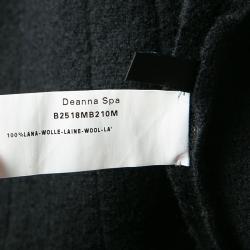 Deanna Spa
B2518MB210M
100%LANA-WOLLE-LAINE-WOOL-LA'